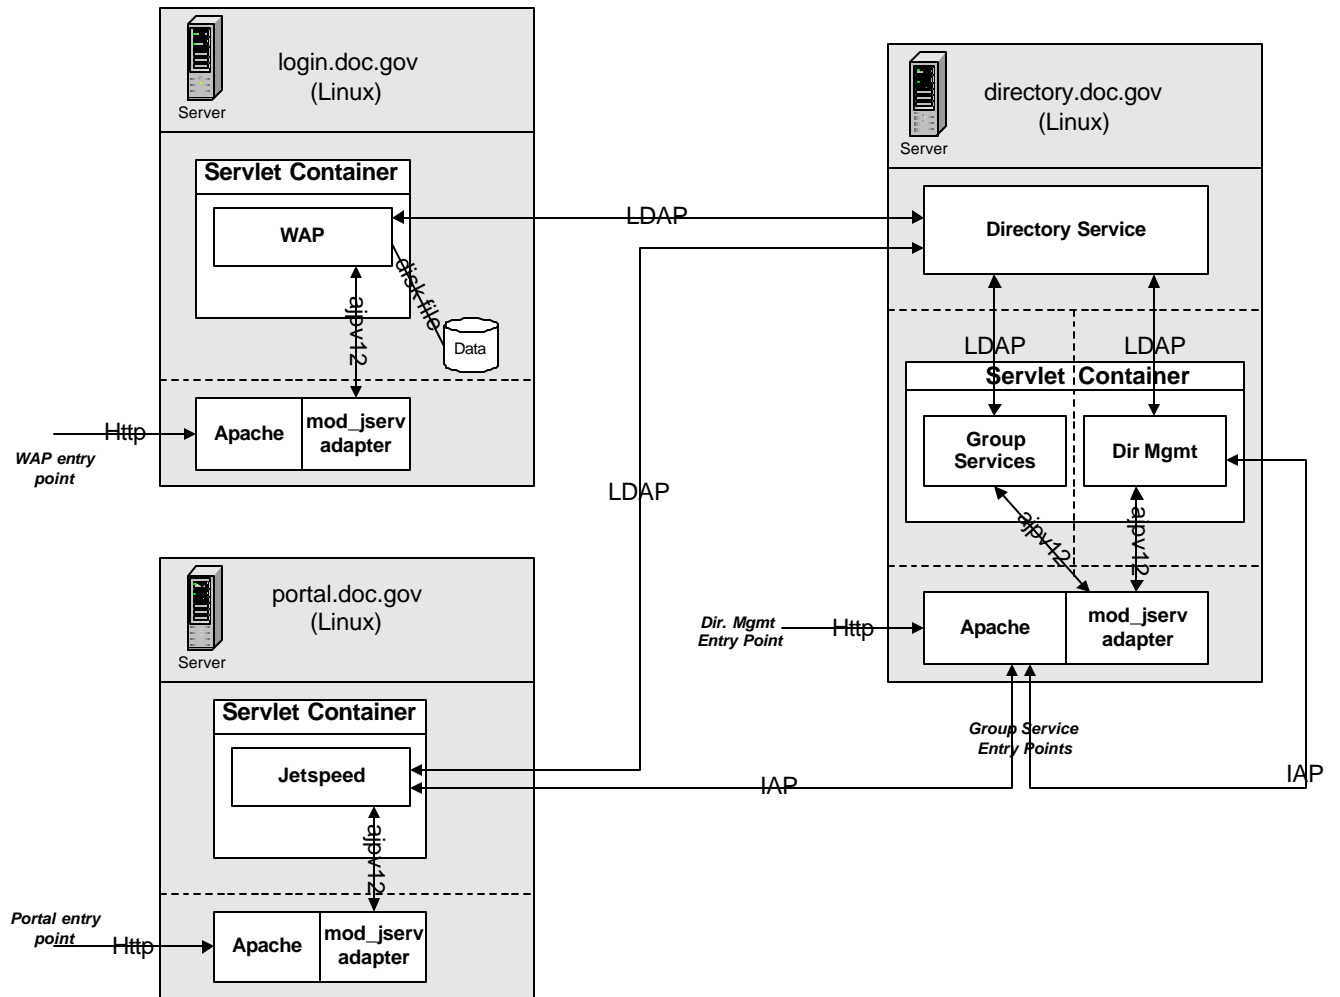 login.doc.gov
(Linux)
Server
Servlet Container
WAP
disk file
ajpv12
Data
Http
Apache
mod_jserv
adapter
WAP entry
point
LDAP
LDAP
directory.doc.gov
(Linux)
Server
Directory Service
LDAP
LDAP
Servlet Container
Group
Services
Dir Mgmt
ajpv12
ajpv12
Dir. Mgmt
Entry Point
Http
Apache
mod_jserv
adapter
Group Service
Entry Points
IAP
IAP
portal.doc.gov
(Linux)
Server
Servlet Container
Jetspeed
ajpv12
Portal entry
point
Http
Apache
mod_jserv
adapter